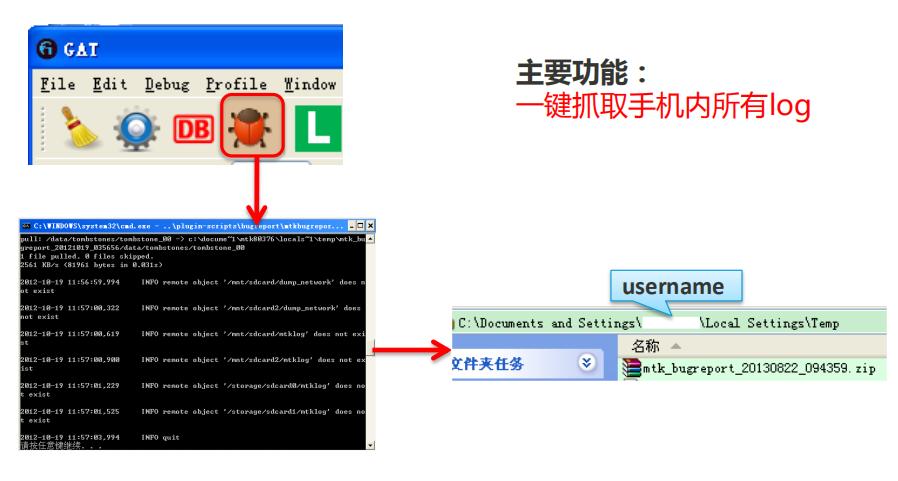 GAT
File Edit Debug Profile Window
DB
L
主要功能：
一键抓取手机内所有log
C:\WINDOWS\system32\cmd.exe - ..\plugin-scripts\bugreport\mtkbugrepor...
pull: /data/tombstones/tombstone_00 -> c:\docume~1\mtk80376\locals~1\temp\mtk_bu
greport_20121019_035656/data/tombstones/tombstone_00
1 file pulled. 0 files skipped.
2561 KB/s (81961 bytes in 0.031s)
2012-10-19 11:56:59,994 INFO remote object '/mnt/sdcard/dump_network' does n
ot exist
2012-10-19 11:57:00,322 INFO remote object '/mnt/sdcard2/dump_network' does
not exist
2012-10-19 11:57:00,619 INFO remote object '/mnt/sdcard/mtklog' does not exi
st
2012-10-19 11:57:00,900 INFO remote object '/mnt/sdcard2/mtklog' does not ex
ist
2012-10-19 11:57:01,229 INFO remote object '/storage/sdcard0/mtklog' does no
t exist
2012-10-19 11:57:01,525 INFO remote object '/storage/sdcard1/mtklog' does no
t exist
2012-10-19 11:57:03,994 INFO quit
请按任意键继续. . .
username
C:\Documents and Settings\ \Local Settings\Temp
名称
文件夹任务
mtk_bugreport_20130822_094359.zip